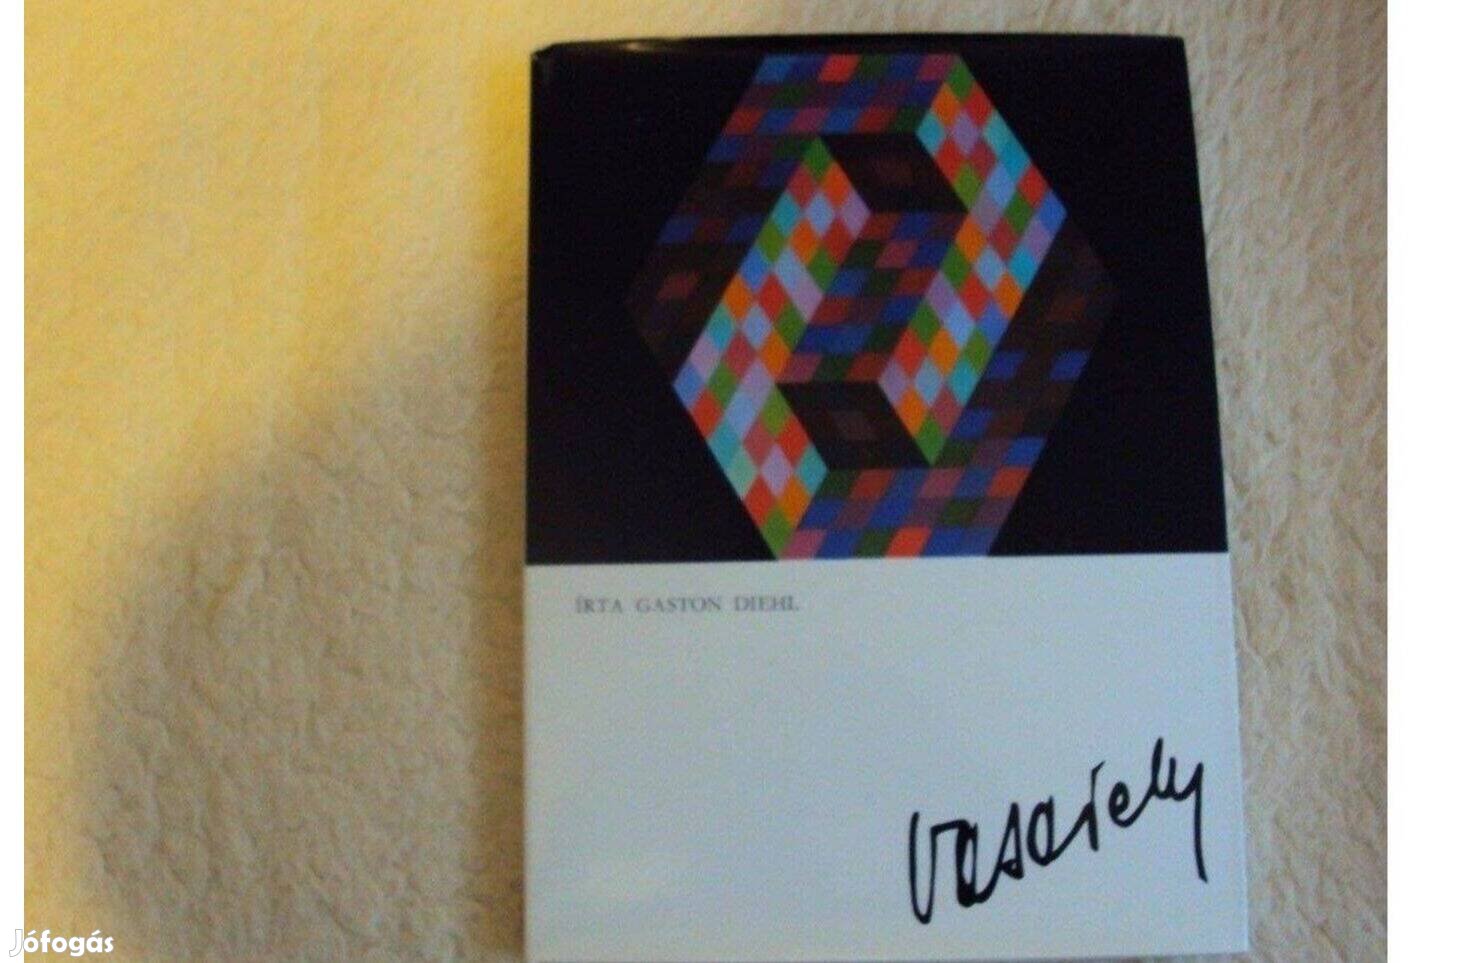 ÍRTA GASTON DIEHL
Vasarely
Jófogás